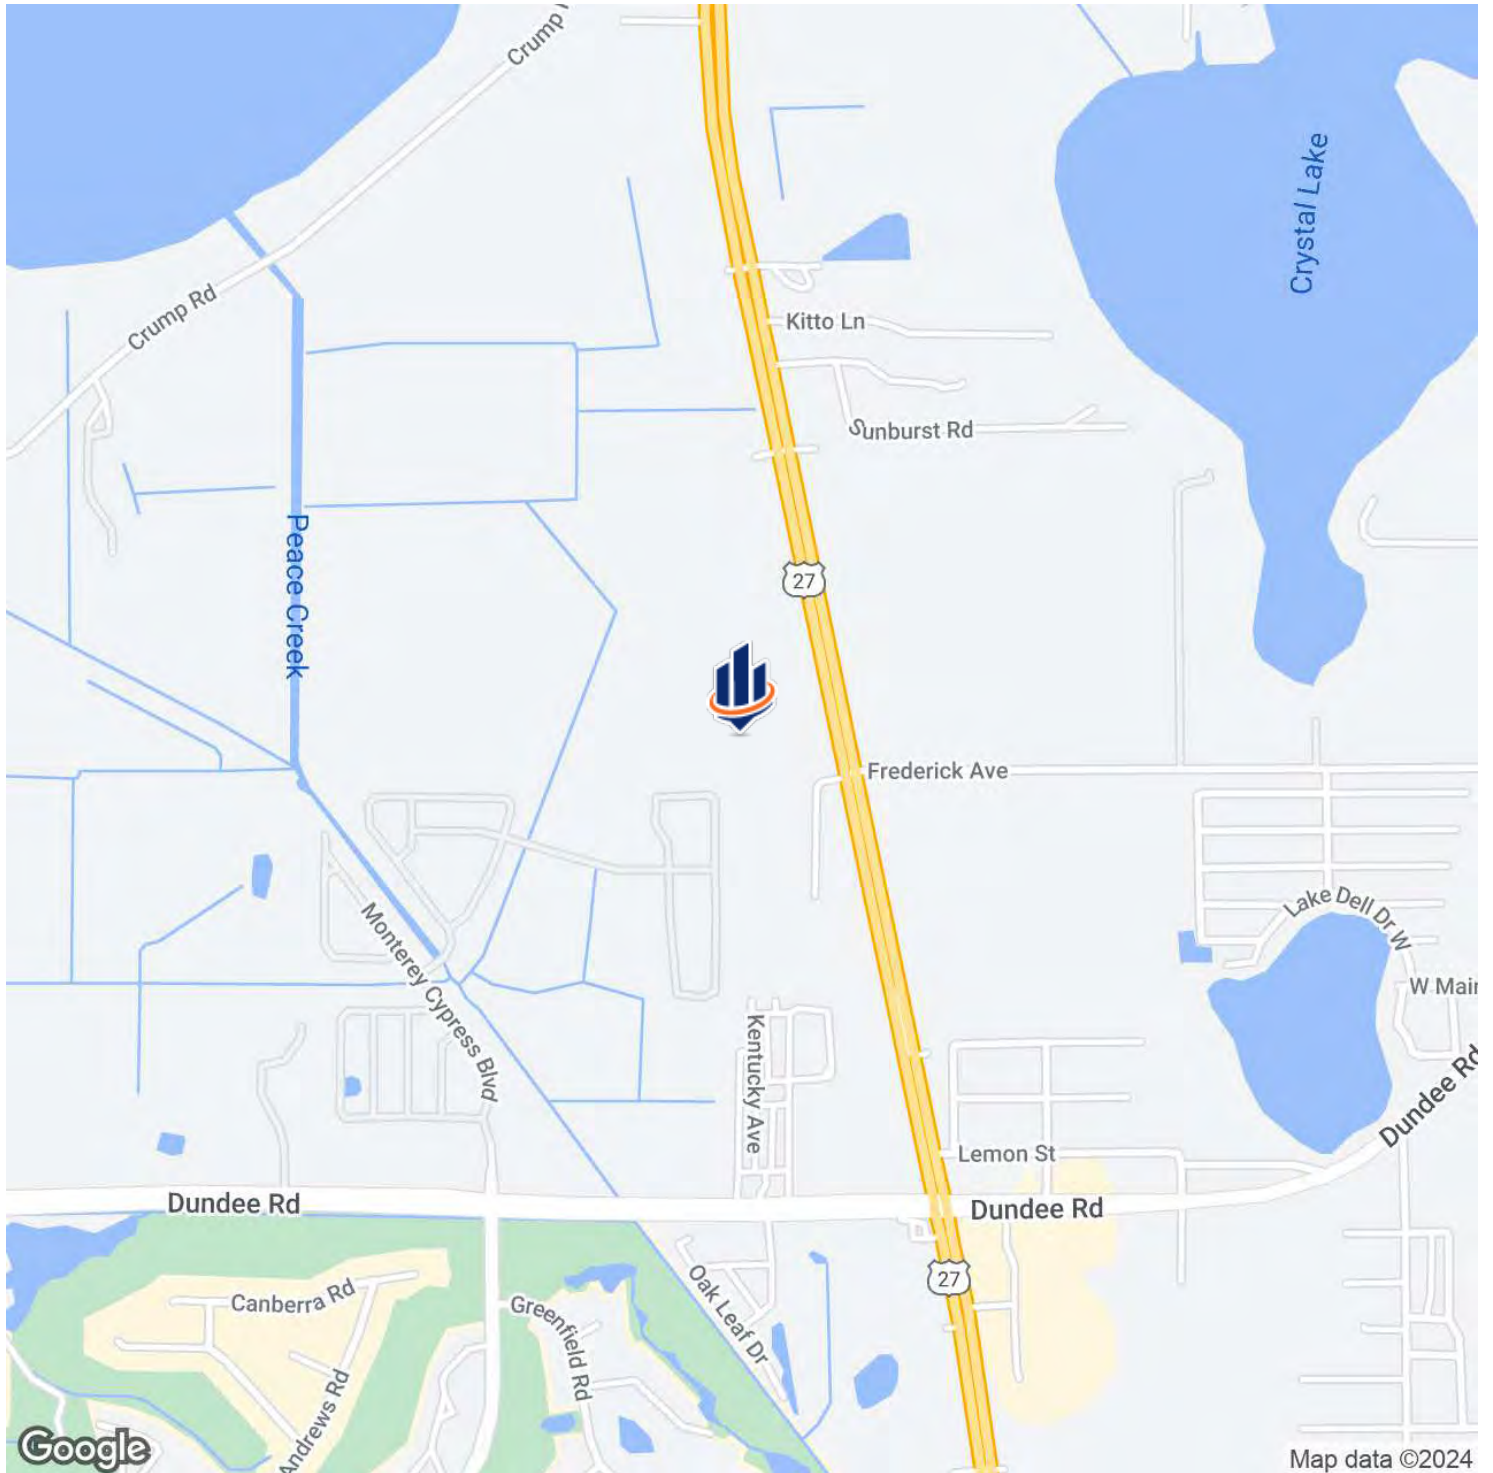 Crump
Crystal Lake
Crump Rd
Kitto Ln
Sunburst Rd
Peace Creek
27
Frederick Ave
Lake Dell Dr W
Monterey Cypress Blvd
W Main
Kentucky Ave
Dundee Rd
Lemon St
Dundee Rd
Dundee Rd
27
Canberra Rd
Oak Leaf Dr
Greenfield Rd
Andrews Rd
Google
Map data ©2024